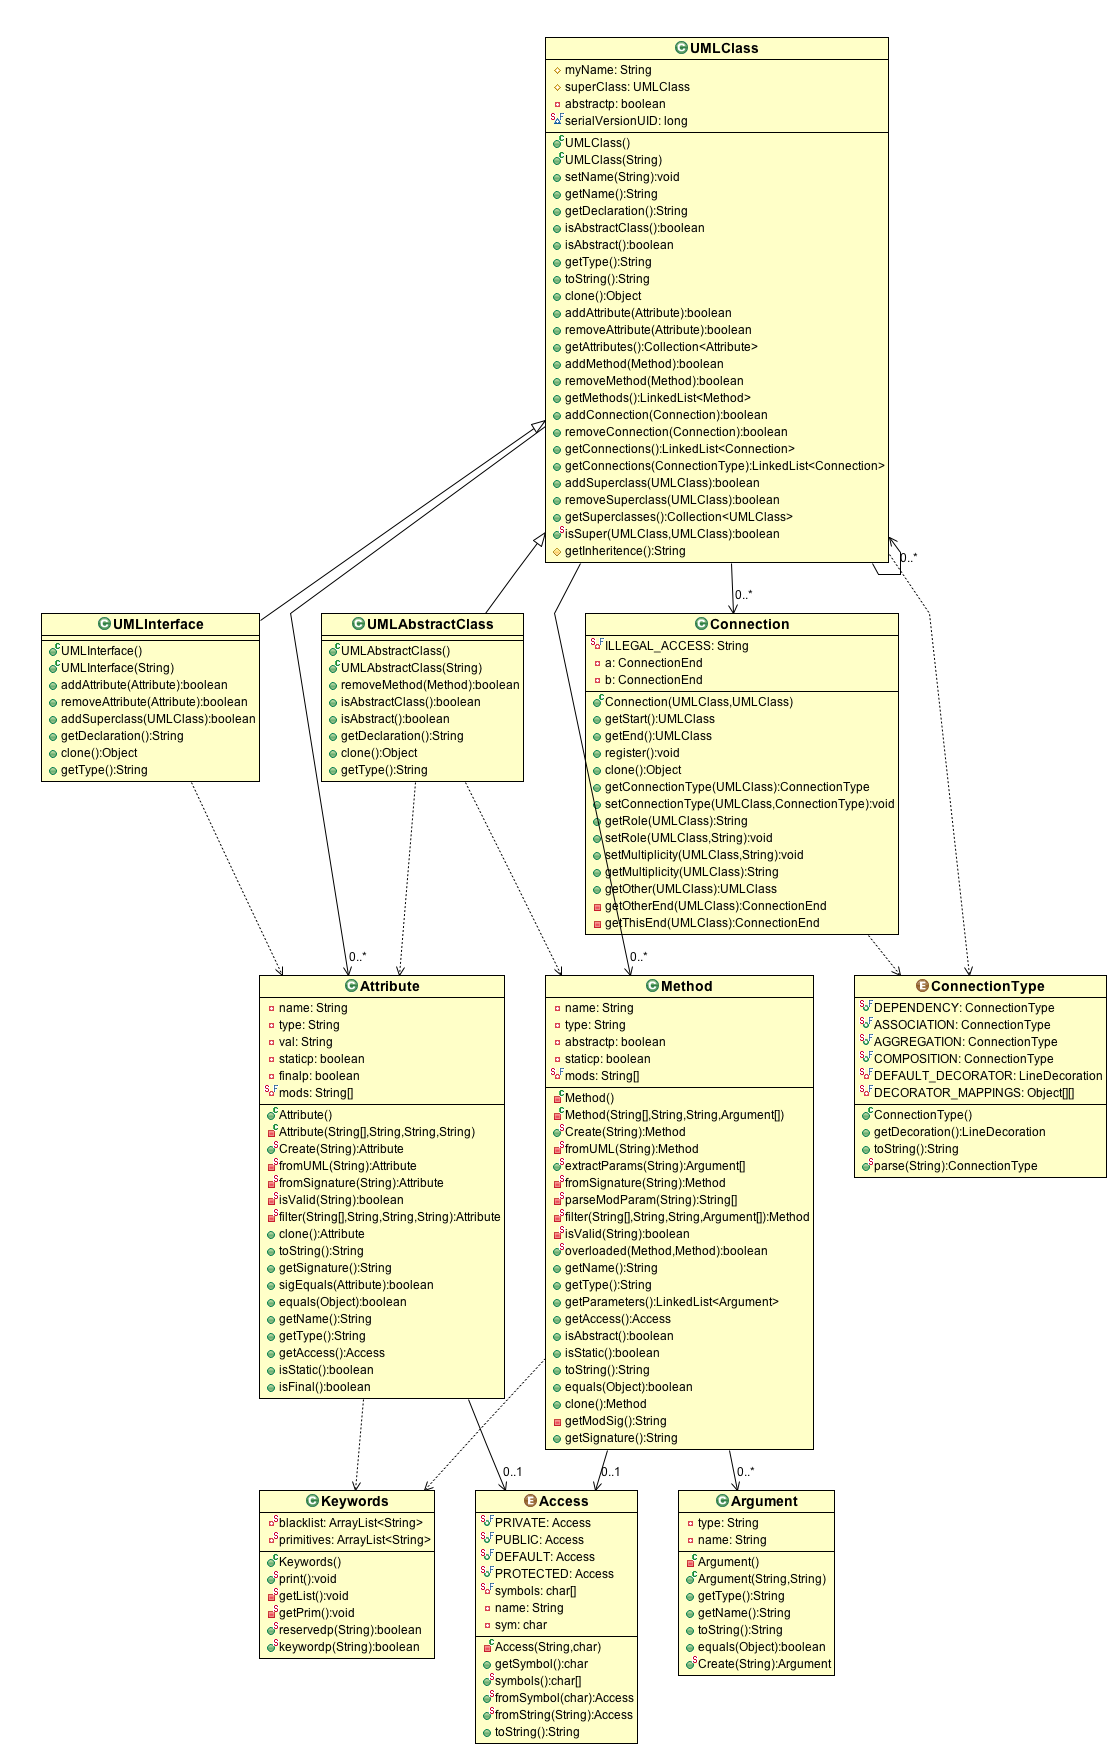 UMLClass
myName: String
superClass: UMLClass
abstractp: boolean
serialVersionUID: long
UMLClass()
UMLClass(String)
setName(String):void
getName():String
getDeclaration():String
isAbstractClass():boolean
isAbstract():boolean
getType():String
toString():String
clone():Object
addAttribute(Attribute):boolean
removeAttribute(Attribute):boolean
getAttributes():Collection<Attribute>
addMethod(Method):boolean
removeMethod(Method):boolean
getMethods():LinkedList<Method>
addConnection(Connection):boolean
removeConnection(Connection):boolean
getConnections():LinkedList<Connection>
getConnections(ConnectionType):LinkedList<Connection>
addSuperclass(UMLClass):boolean
removeSuperclass(UMLClass):boolean
getSuperclasses():Collection<UMLClass>
isSuper(UMLClass,UMLClass):boolean
getInheritence():String
0..*
0..*
UMLInterface
UMLInterface()
UMLInterface(String)
addAttribute(Attribute):boolean
removeAttribute(Attribute):boolean
addSuperclass(UMLClass):boolean
getDeclaration():String
clone():Object
getType():String
UMLAbstractClass
UMLAbstractClass()
UMLAbstractClass(String)
removeMethod(Method):boolean
isAbstractClass():boolean
isAbstract():boolean
getDeclaration():String
clone():Object
getType():String
Connection
ILLEGAL_ACCESS: String
a: ConnectionEnd
b: ConnectionEnd
Connection(UMLClass,UMLClass)
getStart():UMLClass
getEnd():UMLClass
register():void
clone():Object
getConnectionType(UMLClass):ConnectionType
setConnectionType(UMLClass,ConnectionType):void
getRole(UMLClass):String
setRole(UMLClass,String):void
setMultiplicity(UMLClass,String):void
getMultiplicity(UMLClass):String
getOther(UMLClass):UMLClass
getOtherEnd(UMLClass):ConnectionEnd
getThisEnd(UMLClass):ConnectionEnd
0..*
0..*
Attribute
name: String
type: String
val: String
staticp: boolean
finalp: boolean
mods: String[]
Attribute()
Attribute(String[],String,String,String)
Create(String):Attribute
fromUML(String):Attribute
fromSignature(String):Attribute
isValid(String):boolean
filter(String[],String,String,String):Attribute
clone():Attribute
toString():String
getSignature():String
sigEquals(Attribute):boolean
equals(Object):boolean
getName():String
getType():String
getAccess():Access
isStatic():boolean
isFinal():boolean
Method
name: String
type: String
abstractp: boolean
staticp: boolean
mods: String[]
Method()
Method(String[],String,String,Argument[])
Create(String):Method
fromUML(String):Method
extractParams(String):Argument[]
fromSignature(String):Method
parseModParam(String):String[]
filter(String[],String,String,Argument[]):Method
isValid(String):boolean
overloaded(Method,Method):boolean
getName():String
getType():String
getParameters():LinkedList<Argument>
getAccess():Access
isAbstract():boolean
isStatic():boolean
toString():String
equals(Object):boolean
clone():Method
getModSig():String
getSignature():String
ConnectionType
DEPENDENCY: ConnectionType
ASSOCIATION: ConnectionType
AGGREGATION: ConnectionType
COMPOSITION: ConnectionType
DEFAULT_DECORATOR: LineDecoration
DECORATOR_MAPPINGS: Object[][]
ConnectionType()
getDecoration():LineDecoration
toString():String
parse(String):ConnectionType
0..1
0..1
0..*
Keywords
blacklist: ArrayList<String>
primitives: ArrayList<String>
Keywords()
print():void
getList():void
getPrim():void
reservedp(String):boolean
keywordp(String):boolean
Access
PRIVATE: Access
PUBLIC: Access
DEFAULT: Access
PROTECTED: Access
symbols: char[]
name: String
sym: char
Access(String,char)
getSymbol():char
symbols():char[]
fromSymbol(char):Access
fromString(String):Access
toString():String
Argument
type: String
name: String
Argument()
Argument(String,String)
getType():String
getName():String
toString():String
equals(Object):boolean
Create(String):Argument